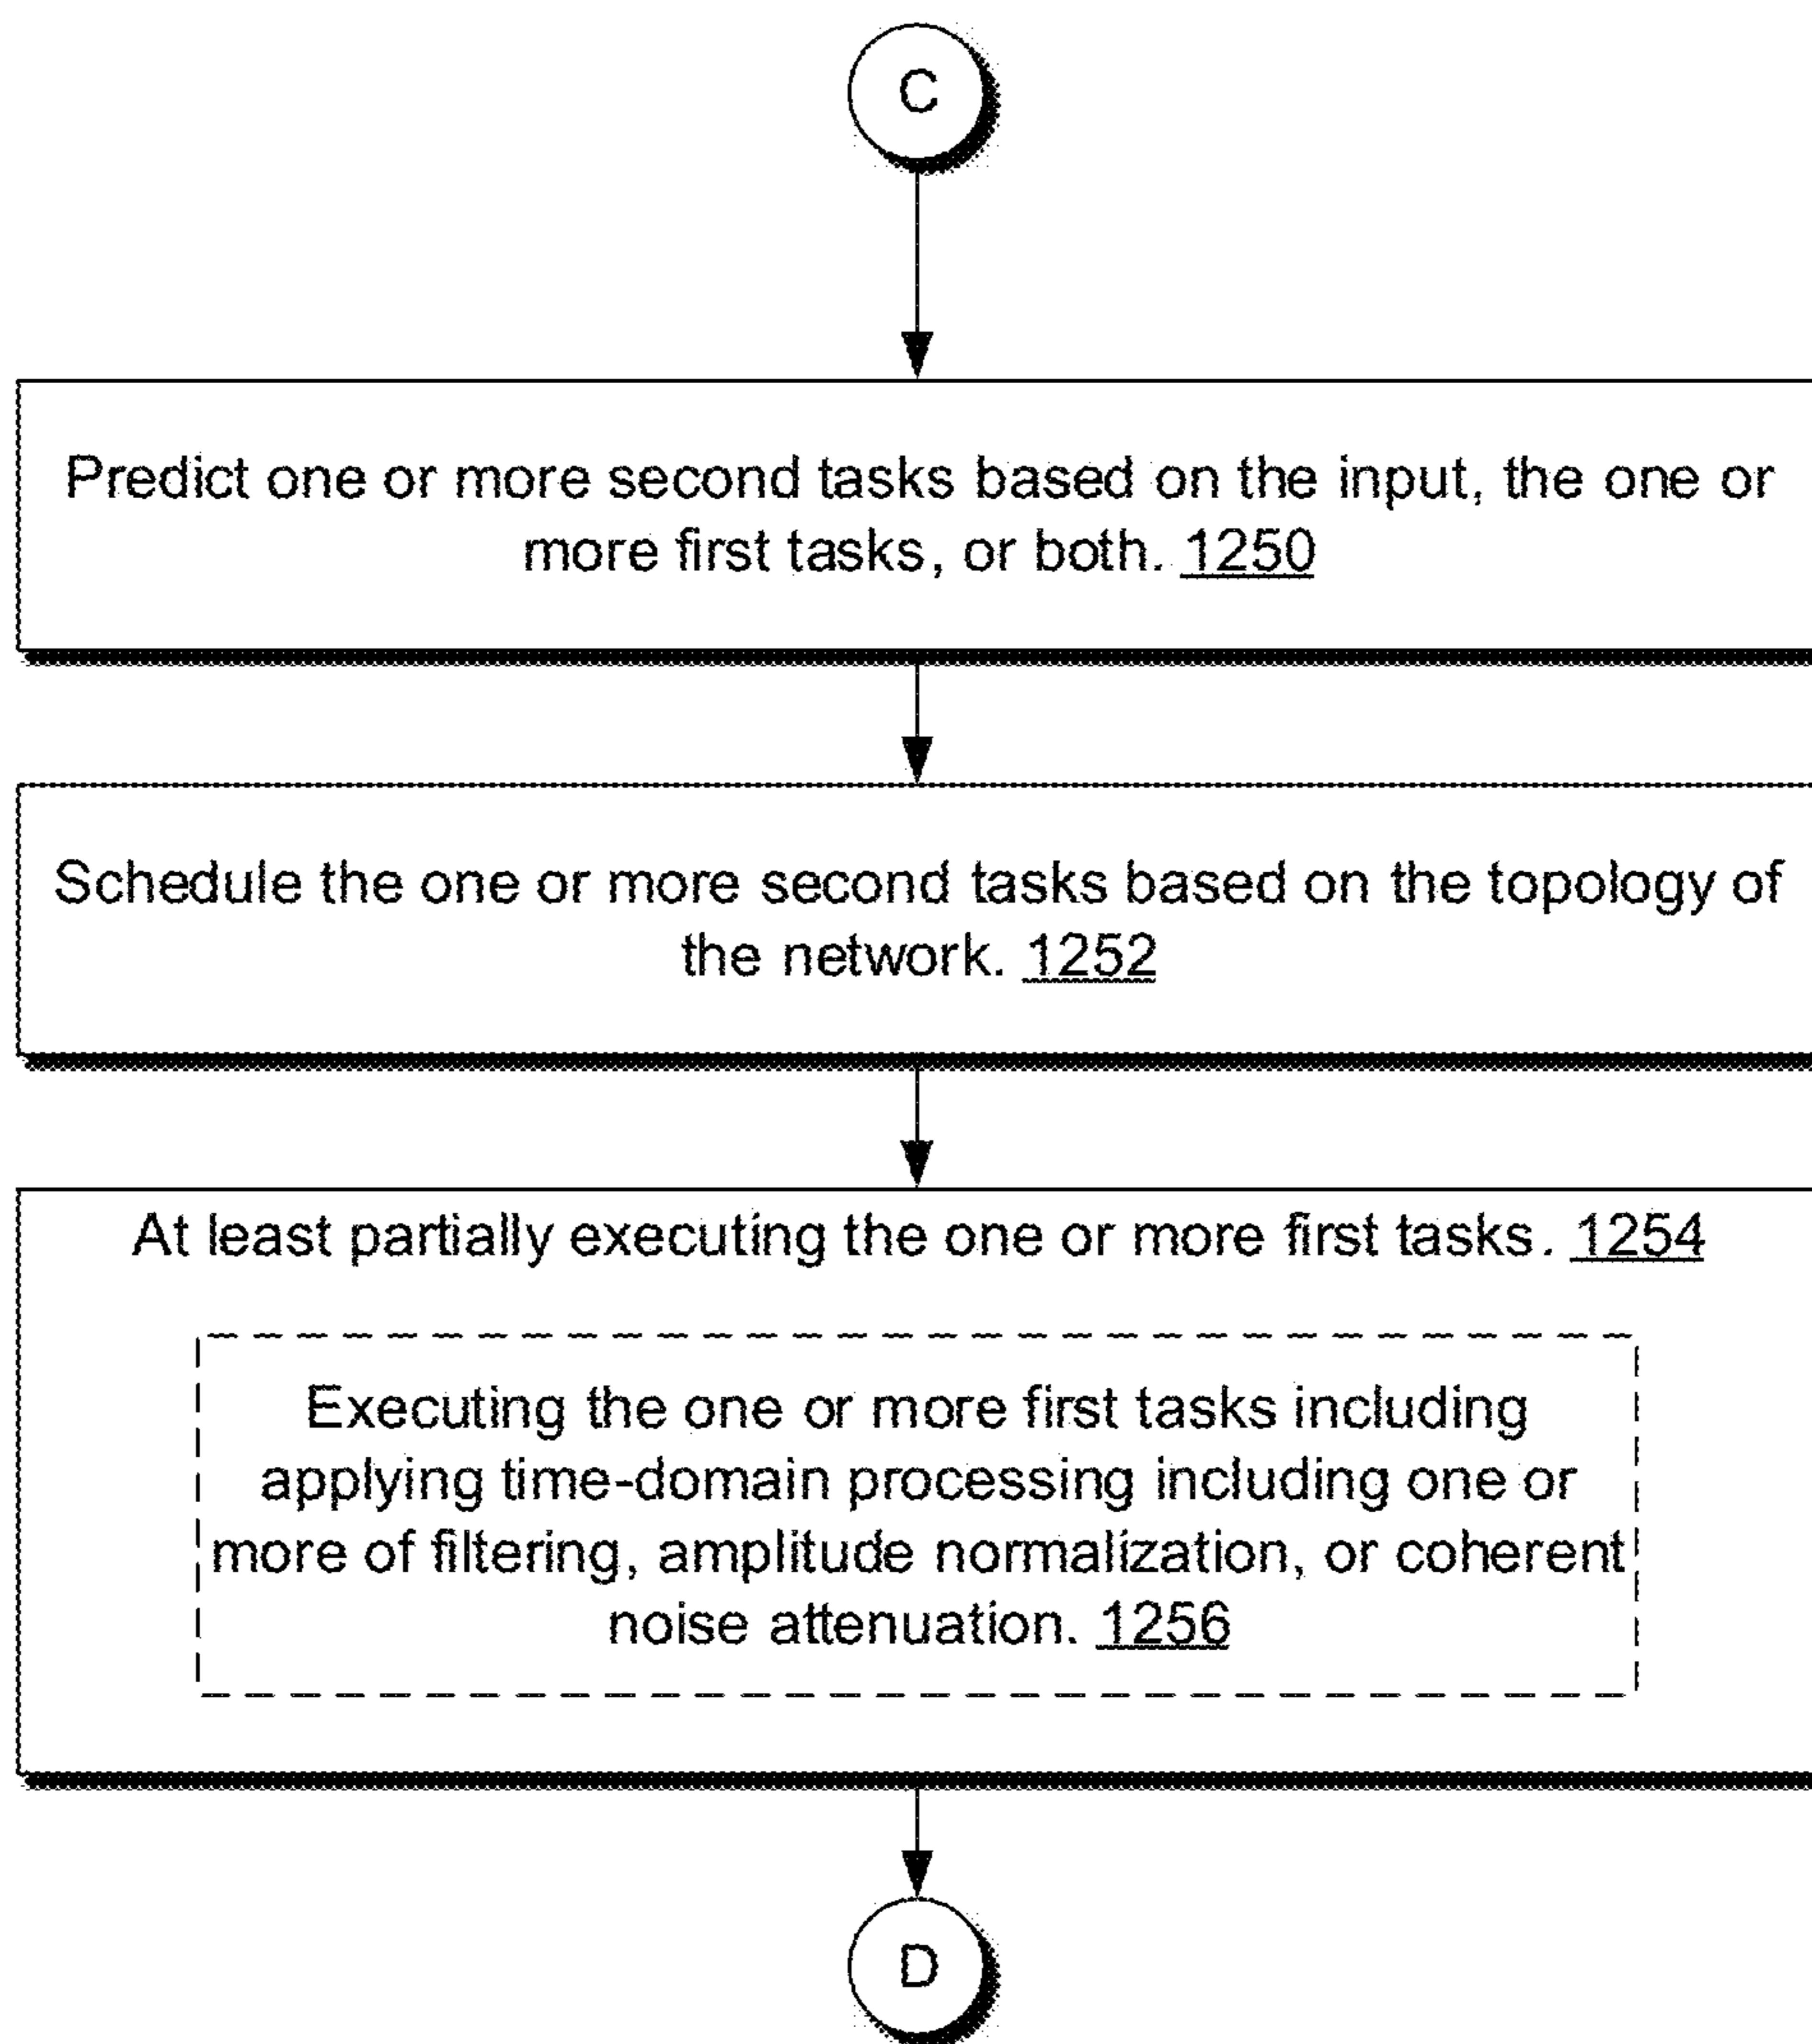 C
Predict one or more second tasks based on the input, the one or
more first tasks, or both. 1250
Schedule the one or more second tasks based on the topology of
the network. 1252
At least partially executing the one or more first tasks. 1254
Executing the one or more first tasks including
applying time-domain processing including one or
more of filtering, amplitude normalization, or coherent
noise attenuation. 1256
D